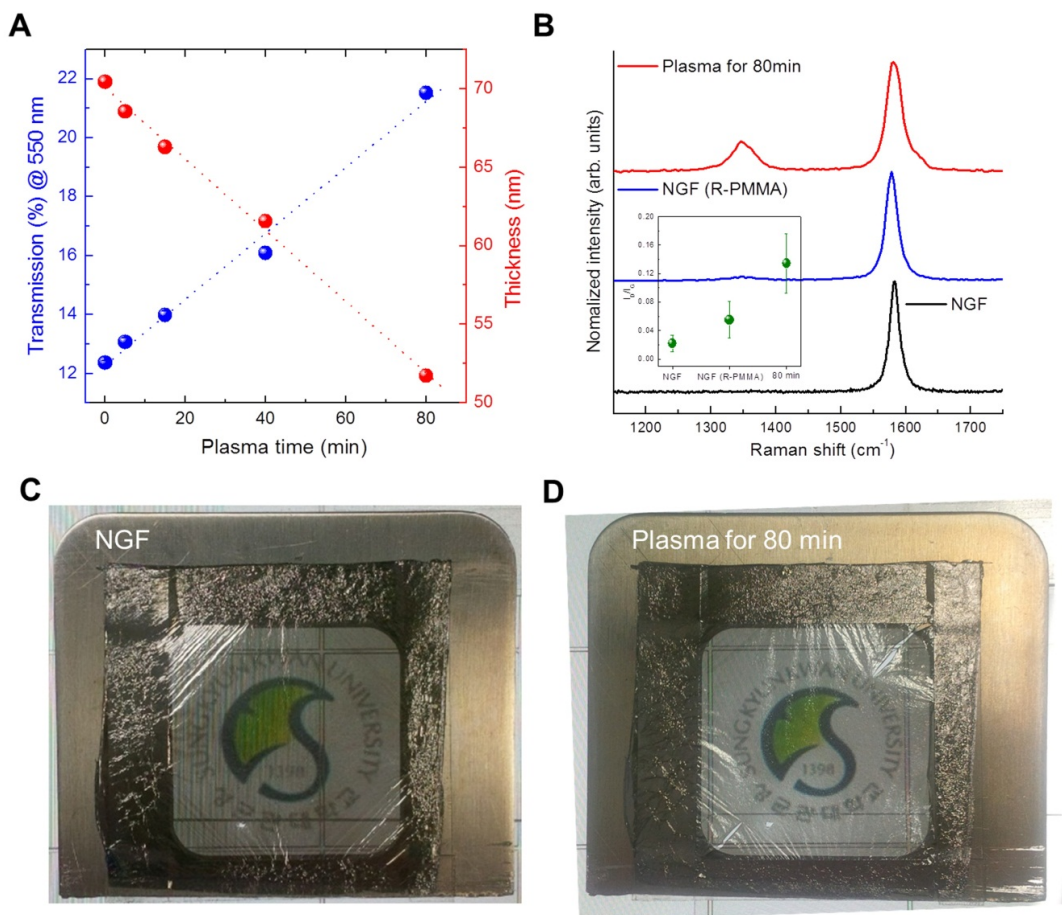 A
Transmission (%) @ 550 nm
22
20
18
16
14
12
0 20 40 60 80
Plasma time (min)
70
65
60
55
50
Thickness (nm)
B
Nomalized intensity (arb. units)
Plasma for 80min
NGF (R-PMMA)
NGF
0.20
0.16
0.12
0.08
0.04
0.00
I_D/I_G
NGF NGF (R-PMMA) 80 min
1200 1300 1400 1500 1600 1700
Raman shift (cm⁻¹)
C
NGF
SUNGKYUNKWAN UNIVERSITY
1398
D
Plasma for 80 min
SUNGKYUNKWAN UNIVERSITY
1398